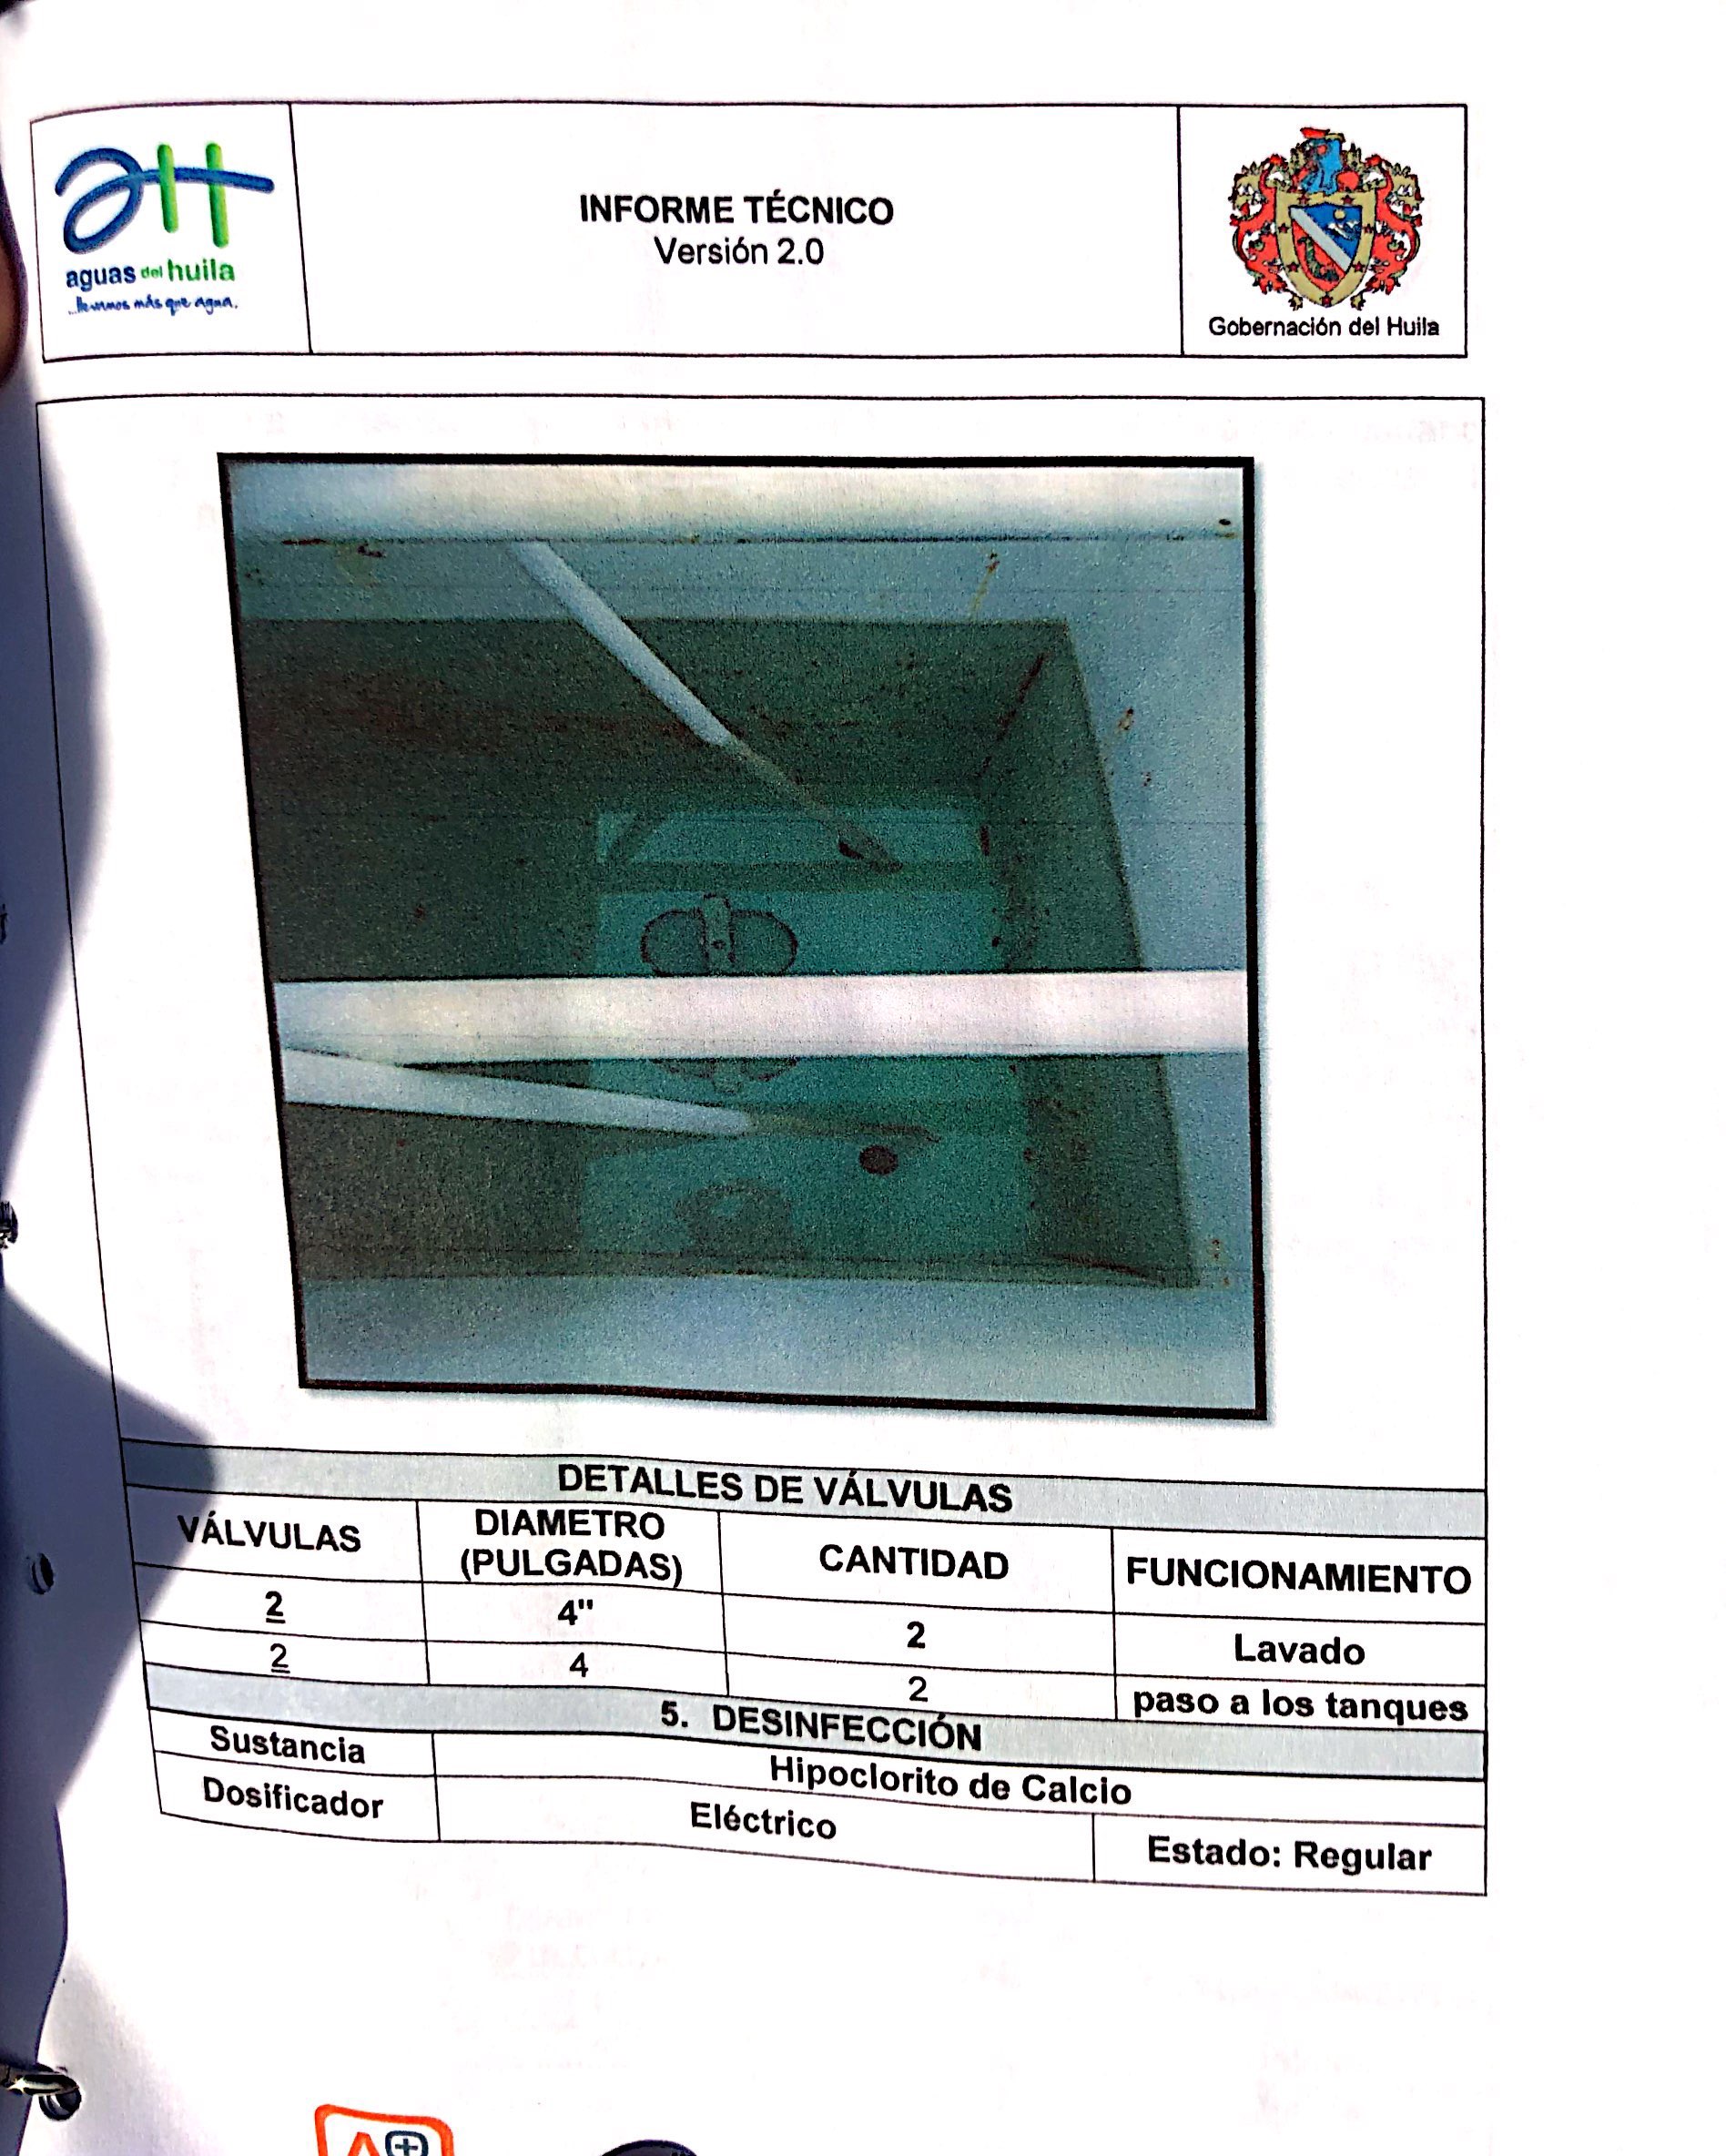 aguas del huila
...llevamos más que agua.
INFORME TÉCNICO
Versión 2.0
Gobernación del Huila
DETALLES DE VÁLVULAS
VÁLVULAS DIAMETRO (PULGADAS) CANTIDAD FUNCIONAMIENTO
2 4" 2 Lavado
2 4 2 paso a los tanques
5. DESINFECCIÓN
Sustancia Hipoclorito de Calcio
Dosificador Eléctrico Estado: Regular